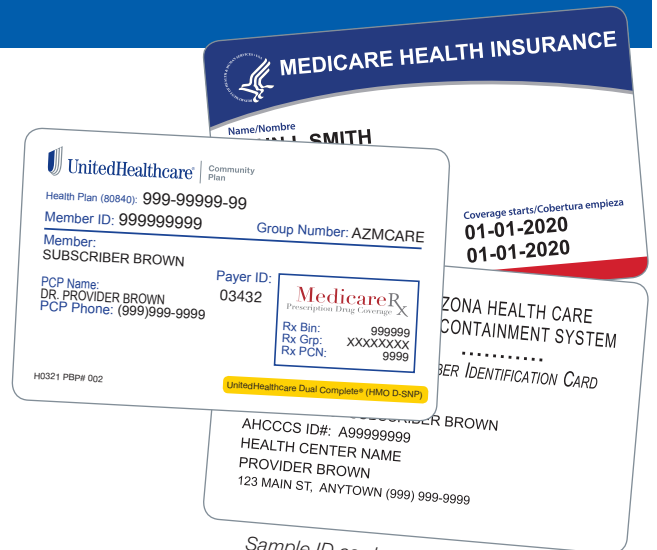 MEDICARE HEALTH INSURANCE
Name/Nombre
SMITH
Coverage starts/Cobertura empieza
01-01-2020
01-01-2020
UnitedHealthcare® Community Plan
Health Plan (80840): 999-99999-99
Member ID: 999999999 Group Number: AZMCARE
Member:
SUBSCRIBER BROWN
PCP Name:
DR. PROVIDER BROWN
PCP Phone: (999)999-9999
Payer ID:
03432
MedicareRx
Prescription Drug Coverage
Rx Bin: 999999
Rx Grp: XXXXXXXX
Rx PCN: 9999
H0321 PBP# 002
UnitedHealthcare Dual Complete® (HMO D-SNP)
ZONA HEALTH CARE
CONTAINMENT SYSTEM
...........
BER IDENTIFICATION CARD
SUBSCRIBER BROWN
AHCCCS ID#: A99999999
HEALTH CENTER NAME
PROVIDER BROWN
123 MAIN ST, ANYTOWN (999) 999-9999
Sample ID